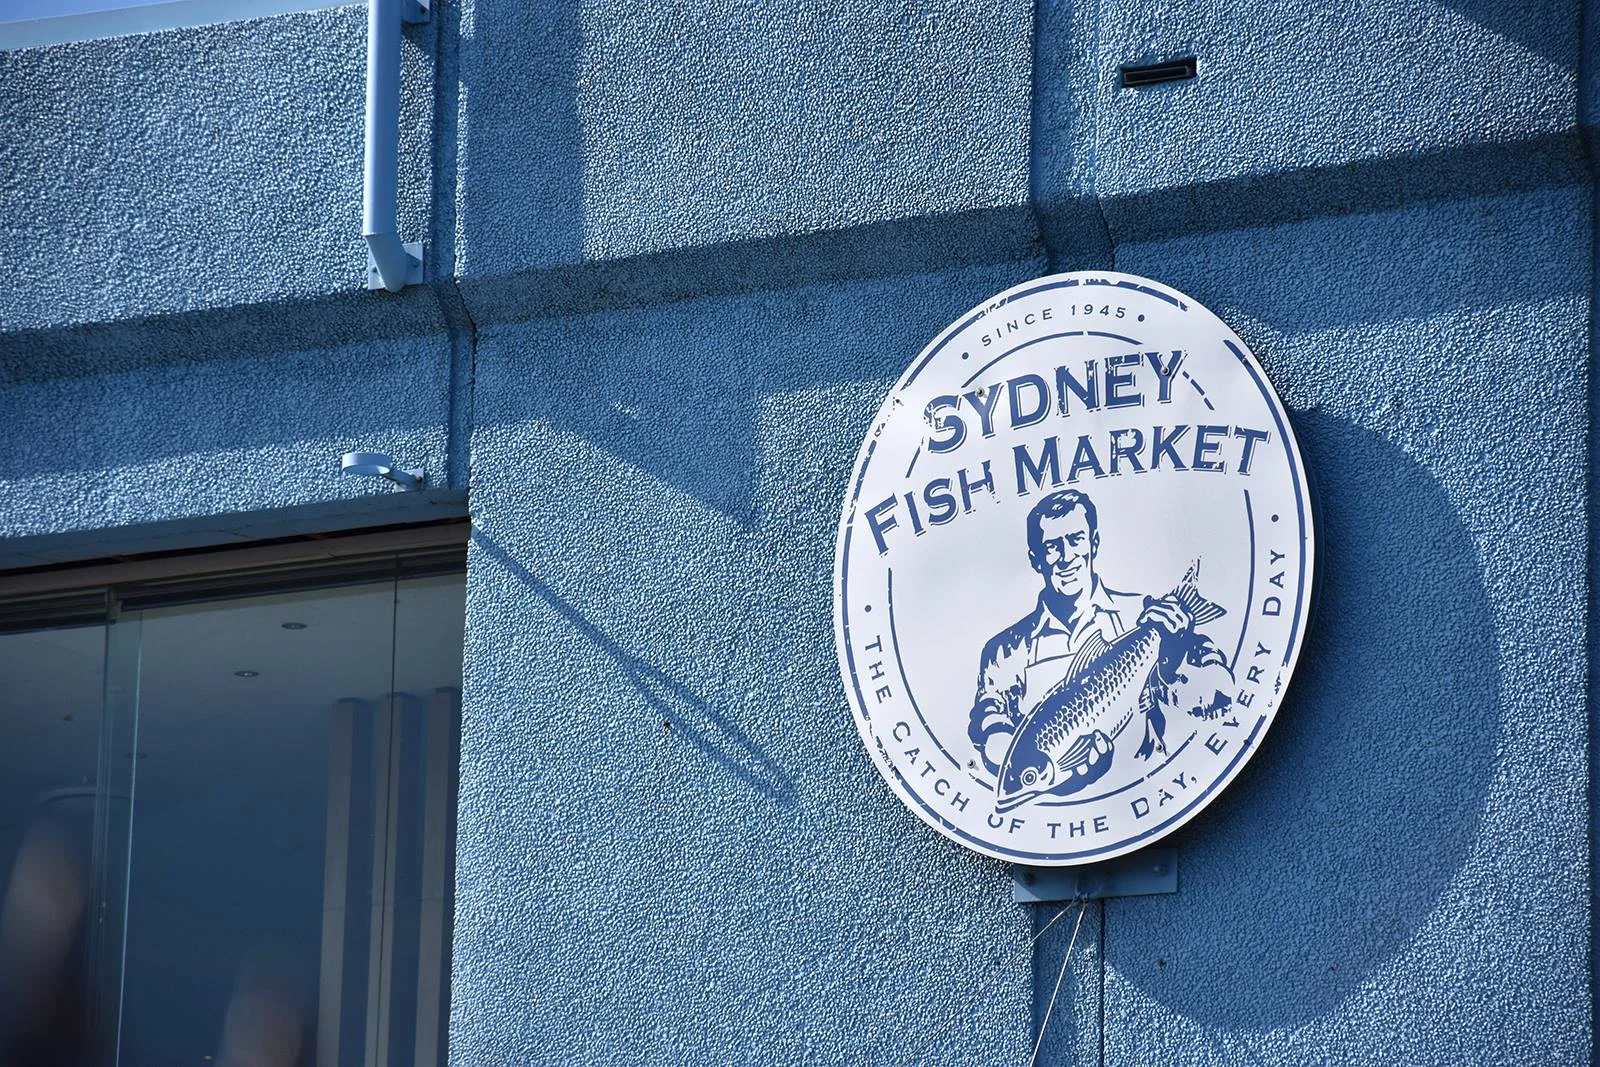 • SINCE 1945 •
SYDNEY
FISH MARKET
• THE CATCH OF THE DAY, EVERY DAY •